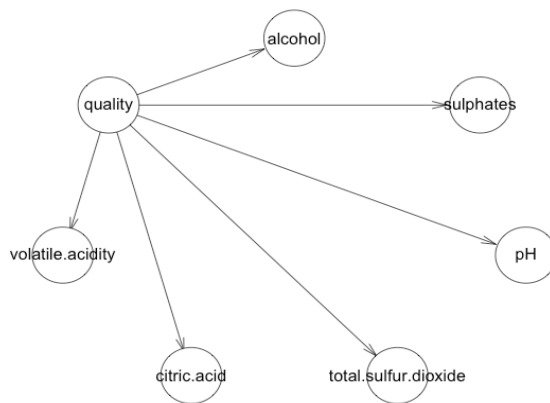 alcohol
quality
sulphates
volatile.acidity
pH
citric.acid
total.sulfur.dioxide